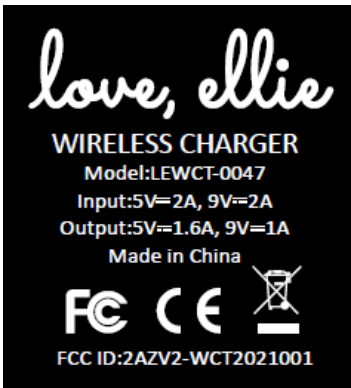 love, ellie
WIRELESS CHARGER
Model:LEWCT-0047
Input:5V⎓2A, 9V⎓2A
Output:5V⎓1.6A, 9V⎓1A
Made in China
FC CE
FCC ID:2AZV2-WCT2021001